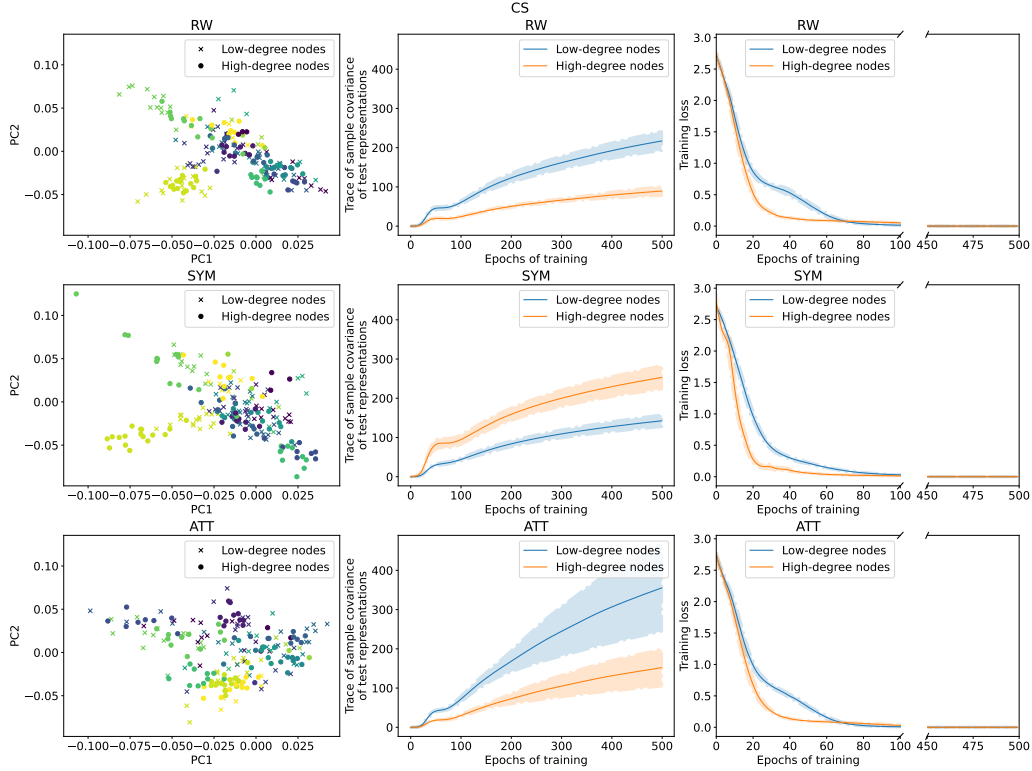 CS
RW
Low-degree nodes
High-degree nodes
0.10
0.05
0.00
−0.05
PC2
−0.100 −0.075 −0.050 −0.025 0.000 0.025
PC1
RW
Low-degree nodes
High-degree nodes
400
300
200
100
0
Trace of sample covariance
of test representations
0 100 200 300 400 500
Epochs of training
RW
Low-degree nodes
High-degree nodes
3.0
2.5
2.0
1.5
1.0
0.5
0.0
Training loss
0 20 40 60 80 100 450 475 500
Epochs of training
SYM
Low-degree nodes
High-degree nodes
0.10
0.05
0.00
−0.05
PC2
−0.100 −0.075 −0.050 −0.025 0.000 0.025
PC1
SYM
Low-degree nodes
High-degree nodes
400
300
200
100
0
Trace of sample covariance
of test representations
0 100 200 300 400 500
Epochs of training
SYM
Low-degree nodes
High-degree nodes
3.0
2.5
2.0
1.5
1.0
0.5
0.0
Training loss
0 20 40 60 80 100 450 475 500
Epochs of training
ATT
Low-degree nodes
High-degree nodes
0.10
0.05
0.00
−0.05
PC2
−0.100 −0.075 −0.050 −0.025 0.000 0.025
PC1
ATT
Low-degree nodes
High-degree nodes
400
300
200
100
0
Trace of sample covariance
of test representations
0 100 200 300 400 500
Epochs of training
ATT
Low-degree nodes
High-degree nodes
3.0
2.5
2.0
1.5
1.0
0.5
0.0
Training loss
0 20 40 60 80 100 450 475 500
Epochs of training